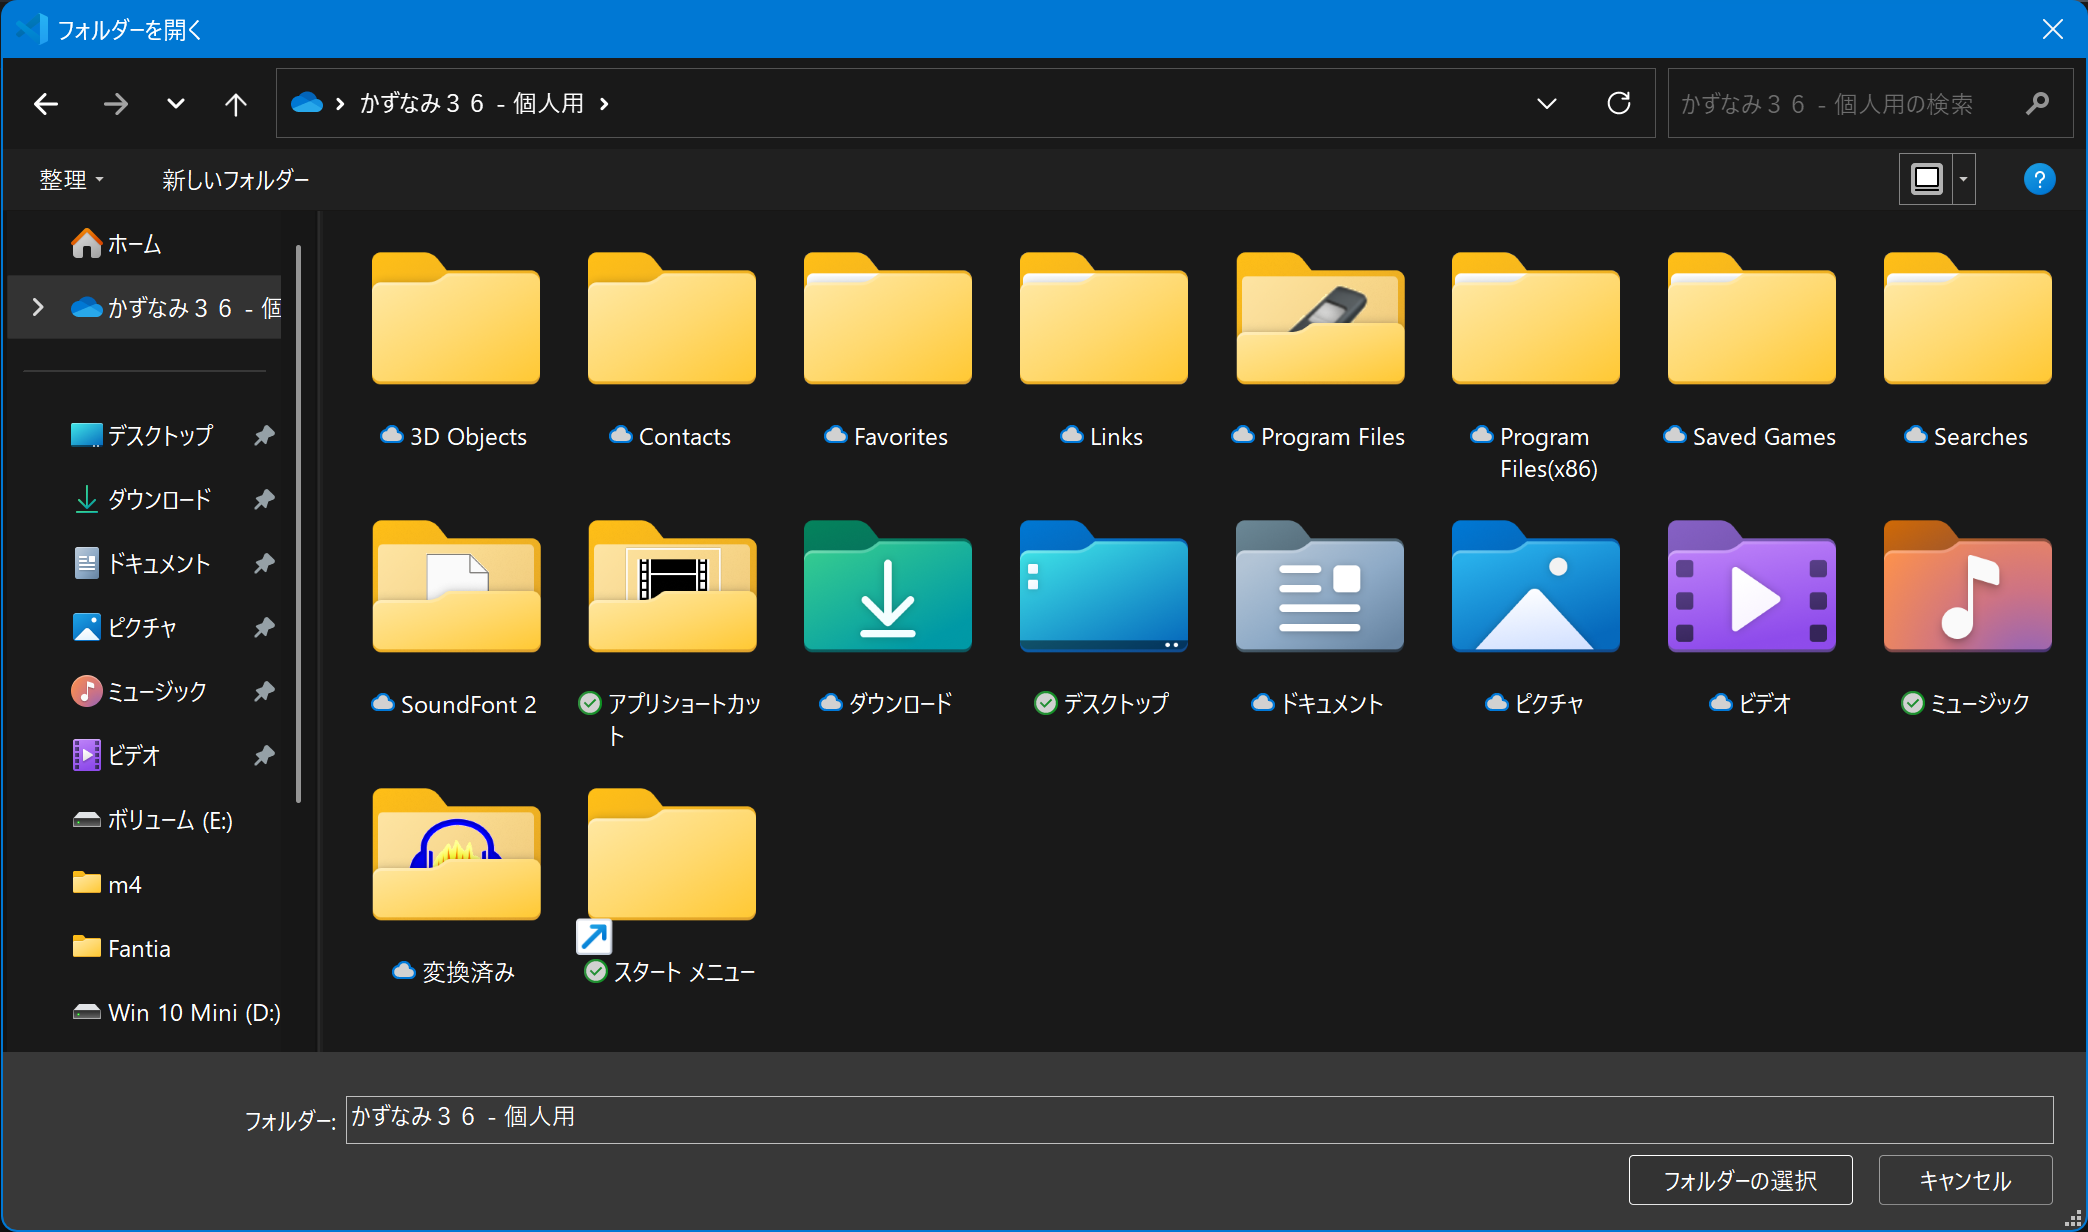 フォルダーを開く
かずなみ３６ - 個人用
かずなみ３６ - 個人用の検索
整理
新しいフォルダー
?
ホーム
かずなみ３６ - 個
デスクトップ
ダウンロード
ドキュメント
ピクチャ
ミュージック
ビデオ
ボリューム (E:)
m4
Fantia
Win 10 Mini (D:)
3D Objects
Contacts
Favorites
Links
Program Files
Program
Files(x86)
Saved Games
Searches
SoundFont 2
アプリショートカッ
ト
ダウンロード
デスクトップ
ドキュメント
ピクチャ
ビデオ
ミュージック
変換済み
スタート メニュー
フォルダー:
かずなみ３６ - 個人用
フォルダーの選択
キャンセル